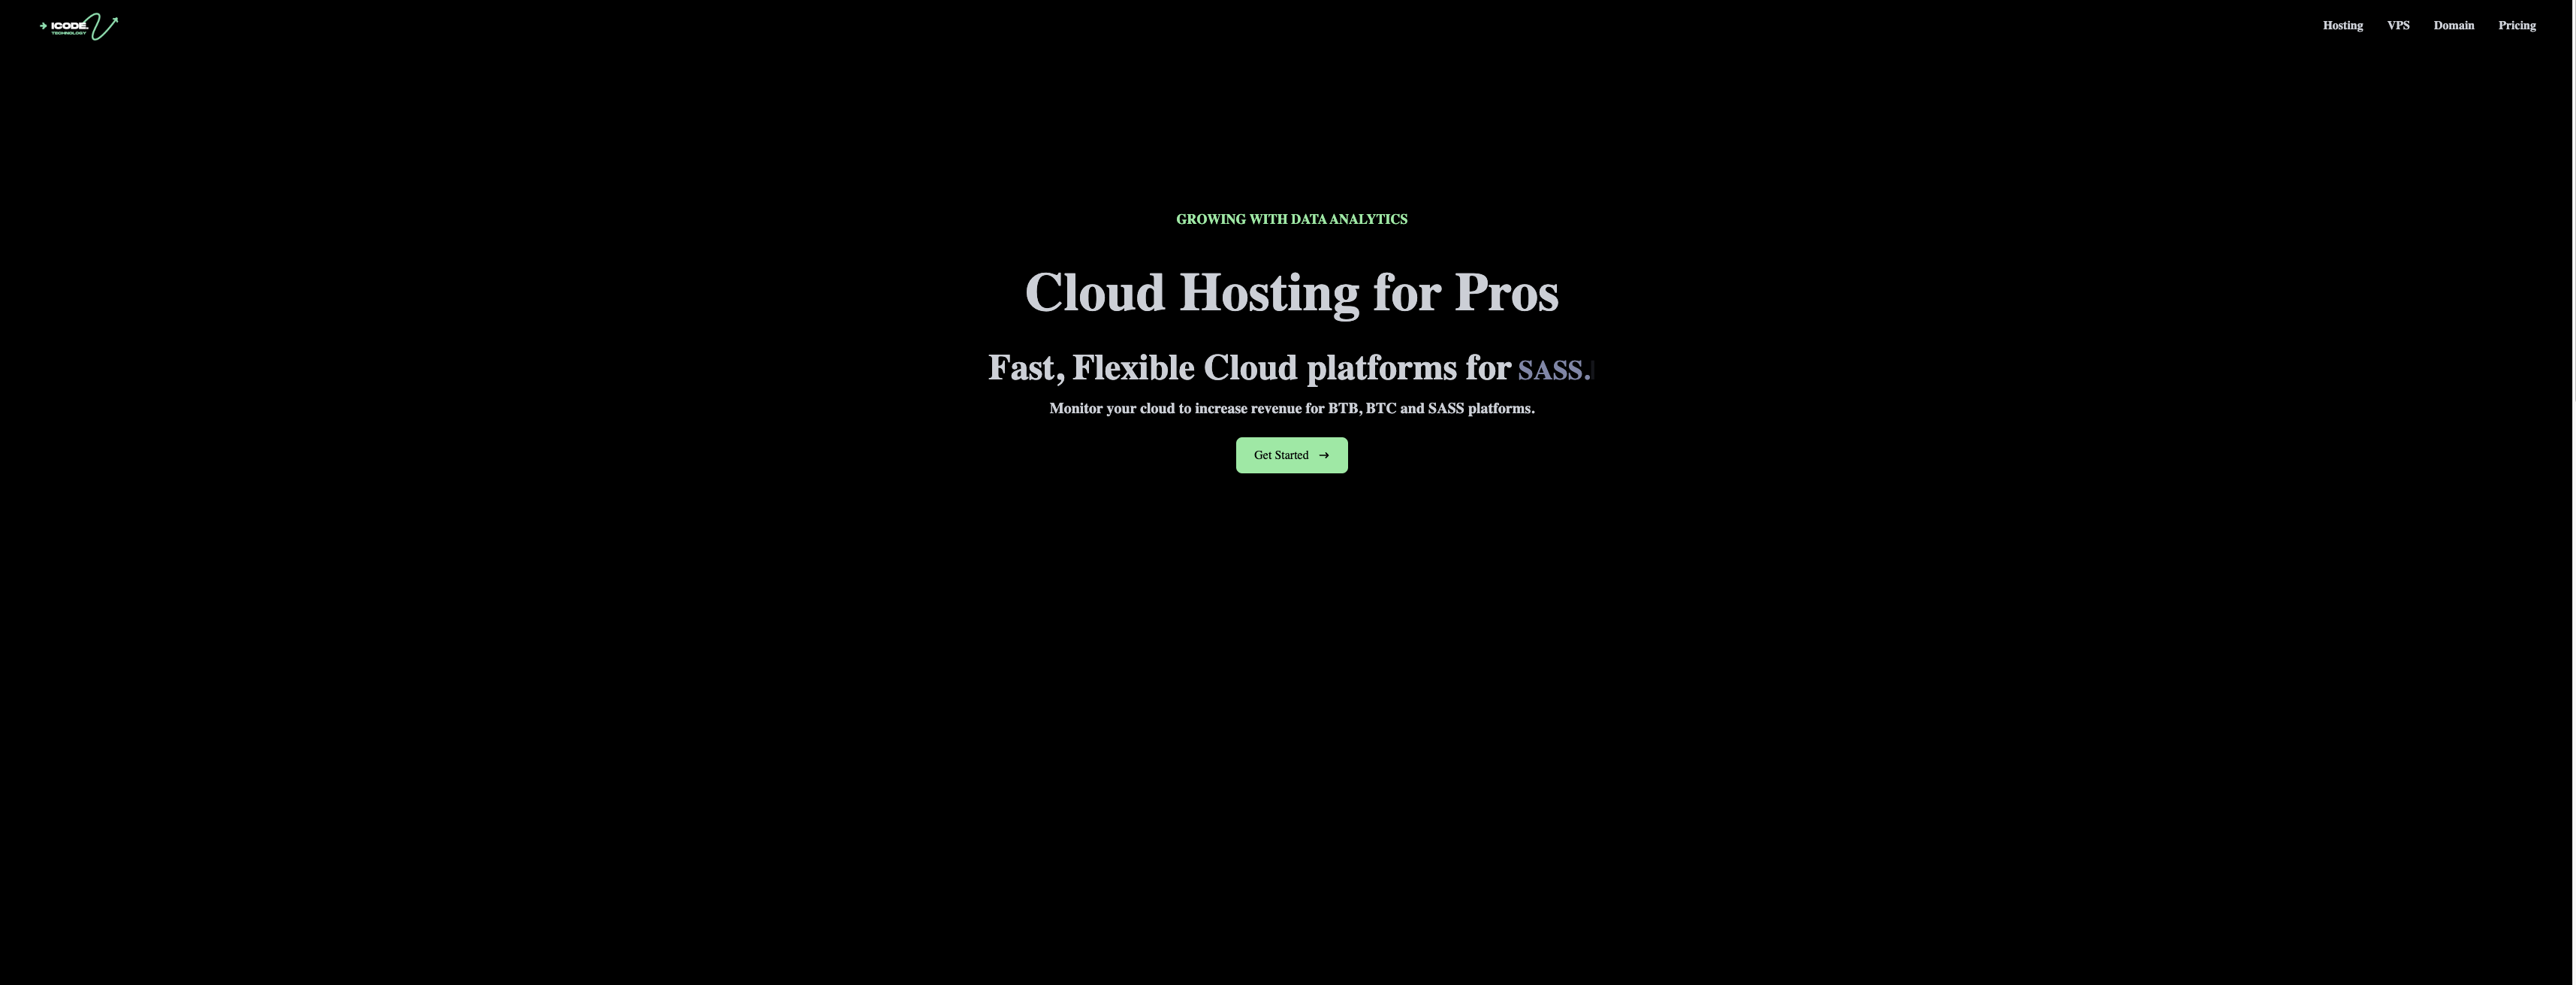 ICODE.
TECHNOLOGY
Hosting VPS Domain Pricing
GROWING WITH DATA ANALYTICS
Cloud Hosting for Pros
Fast, Flexible Cloud platforms for SASS.
Monitor your cloud to increase revenue for BTB, BTC and SASS platforms.
Get Started →